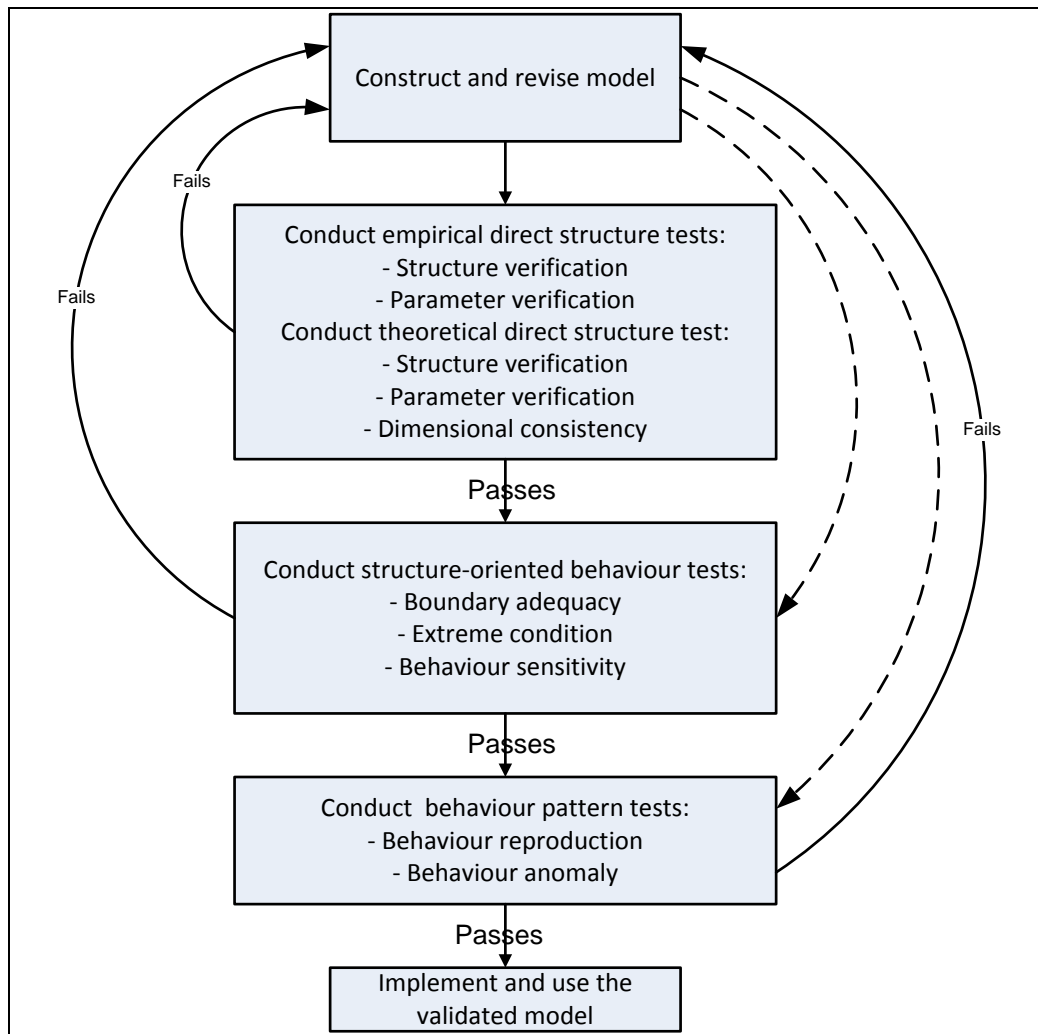 Construct and revise model
Fails
Conduct empirical direct structure tests:
- Structure verification
- Parameter verification
Conduct theoretical direct structure test:
- Structure verification
- Parameter verification
- Dimensional consistency
Fails
Fails
Passes
Conduct structure-oriented behaviour tests:
- Boundary adequacy
- Extreme condition
- Behaviour sensitivity
Passes
Conduct  behaviour pattern tests:
- Behaviour reproduction
- Behaviour anomaly
Passes
Implement and use the
validated model